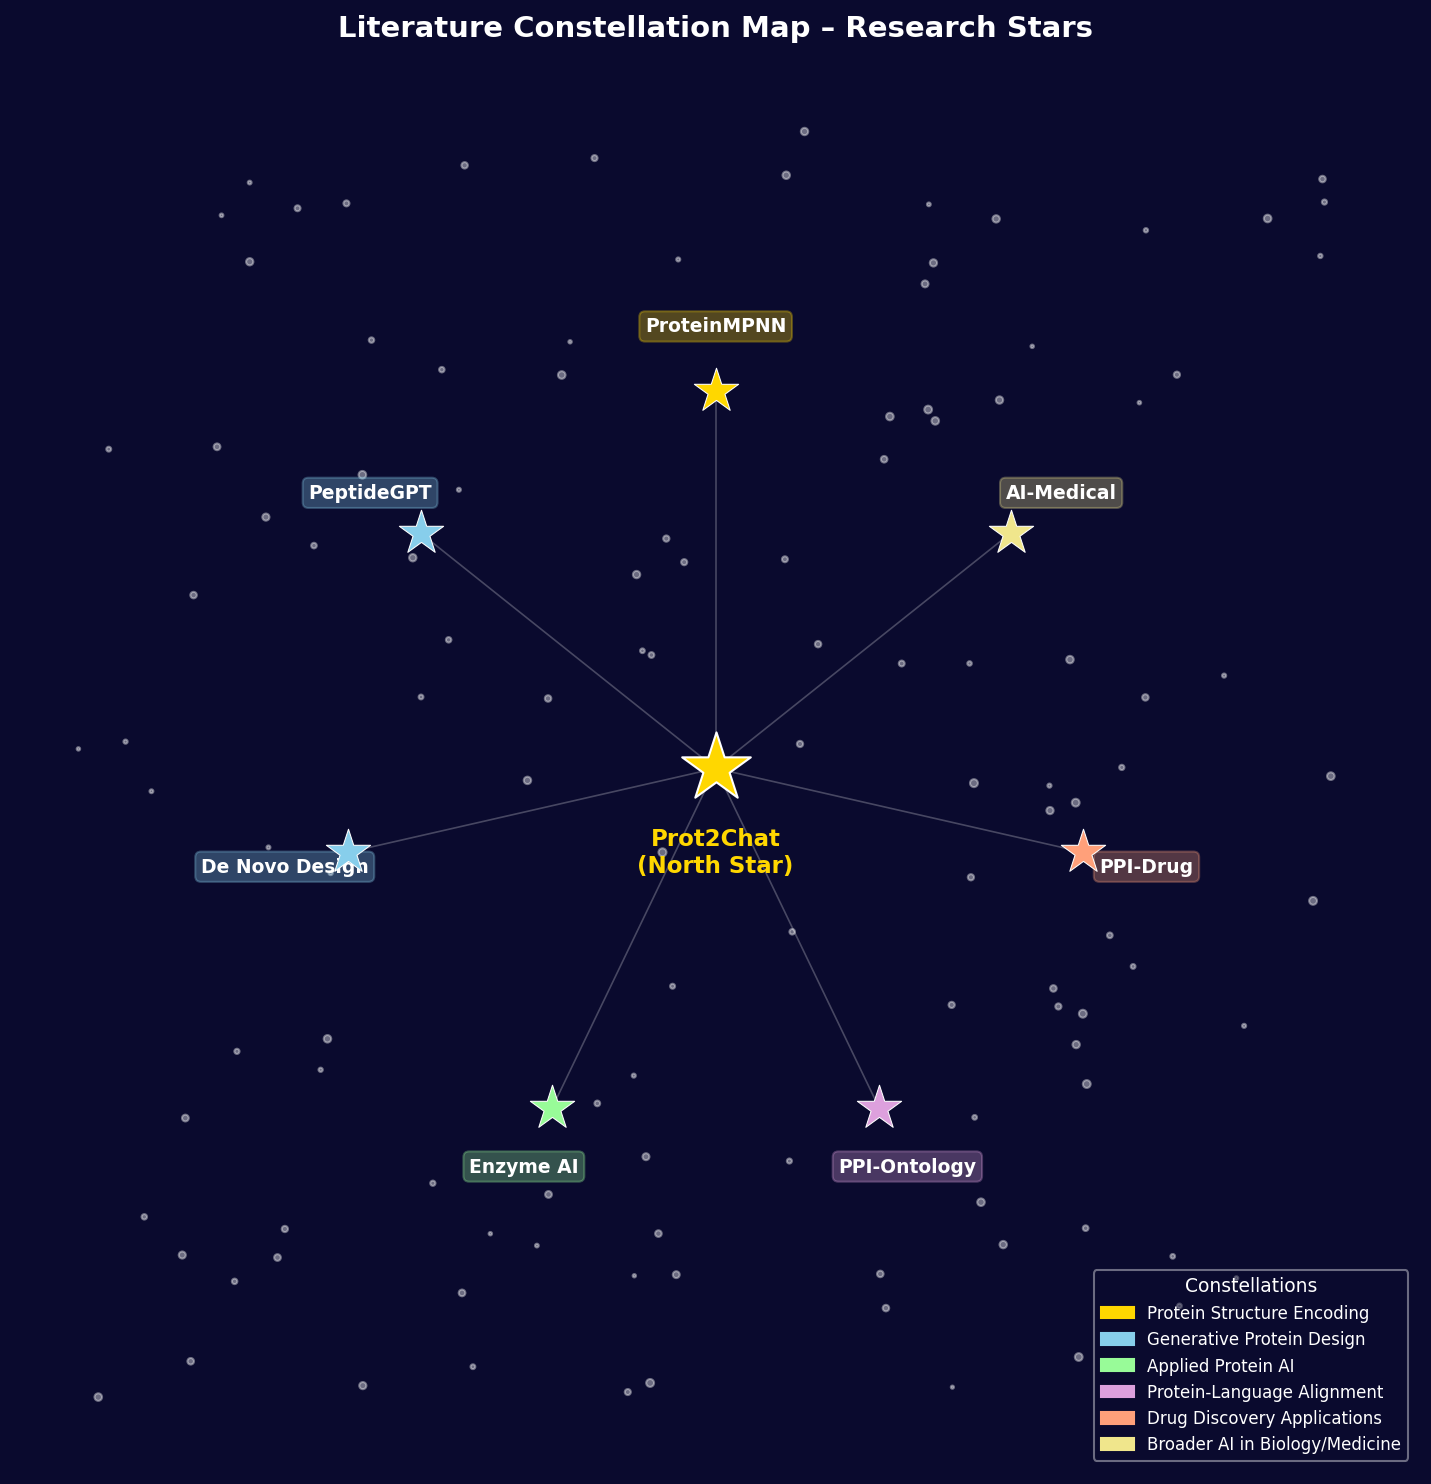 Literature Constellation Map – Research Stars
ProteinMPNN
PeptideGPT
AI-Medical
Prot2Chat
(North Star)
De Novo Design
PPI-Drug
Enzyme AI
PPI-Ontology
Constellations
Protein Structure Encoding
Generative Protein Design
Applied Protein AI
Protein-Language Alignment
Drug Discovery Applications
Broader AI in Biology/Medicine